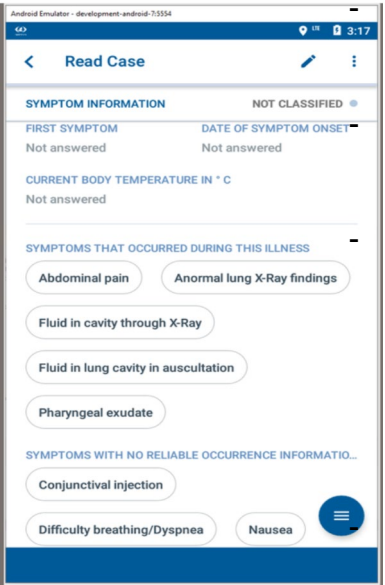 Android Emulator - development-android-7:5554
LTE 3:17
Read Case
SYMPTOM INFORMATION NOT CLASSIFIED
FIRST SYMPTOM DATE OF SYMPTOM ONSET
Not answered Not answered
CURRENT BODY TEMPERATURE IN ° C
Not answered
SYMPTOMS THAT OCCURRED DURING THIS ILLNESS
Abdominal pain Anormal lung X-Ray findings
Fluid in cavity through X-Ray
Fluid in lung cavity in auscultation
Pharyngeal exudate
SYMPTOMS WITH NO RELIABLE OCCURRENCE INFORMATIO...
Conjunctival injection
Difficulty breathing/Dyspnea Nausea